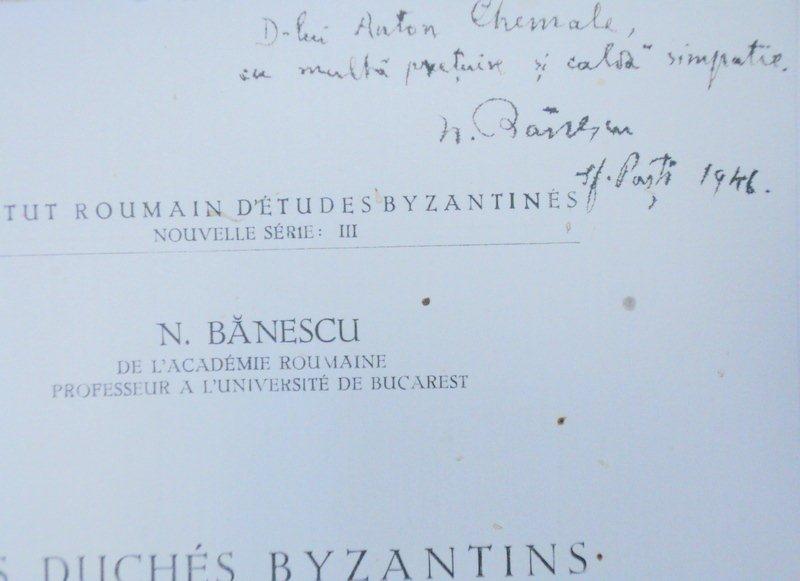 D-lui Anton Chemale,
cu multă prețuire și caldă simpatie.
N. Bănescu
Sf. Paști 1946.
TUT ROUMAIN D'ÉTUDES BYZANTINES
NOUVELLE SÉRIE: III
N. BĂNESCU
DE L'ACADÉMIE ROUMAINE
PROFESSEUR A L'UNIVERSITÉ DE BUCAREST
S DUCHÉS BYZANTINS